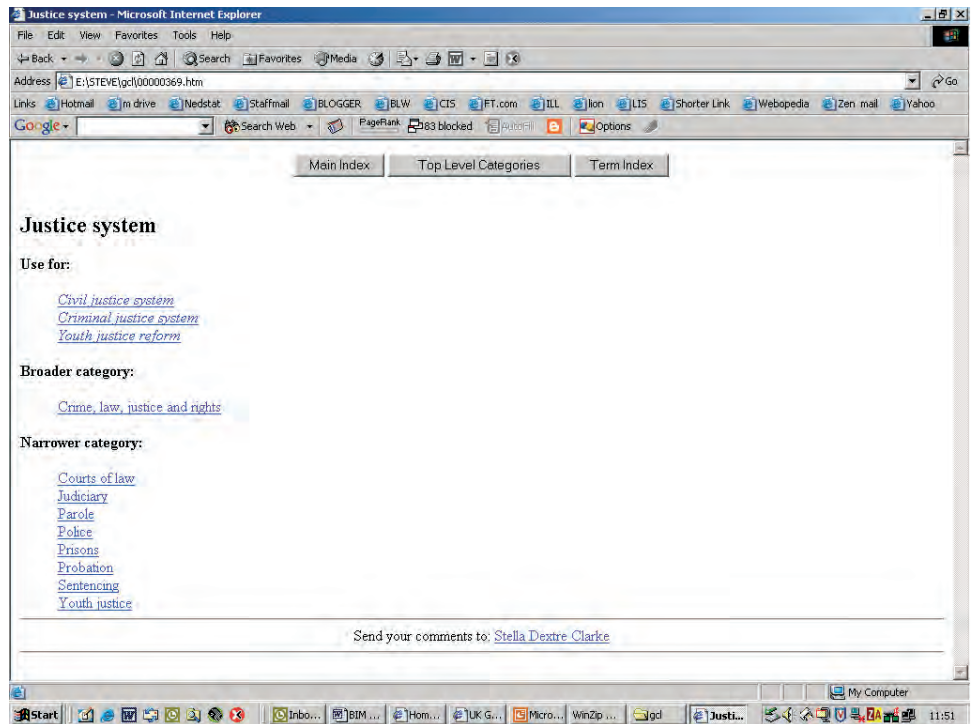 Justice system - Microsoft Internet Explorer
File Edit View Favorites Tools Help
Back Search Favorites Media
Address E:\STEVE\gcl\00000369.htm Go
Links Hotmail m drive Nedstat Staffmail BLOGGER BLW CIS FT.com ILL lion LIS Shorter Link Webopedia Zen mail Yahoo
Google Search Web PageRank 83 blocked AutoFill Options
Main Index Top Level Categories Term Index
Justice system
Use for:
Civil justice system
Criminal justice system
Youth justice reform
Broader category:
Crime, law, justice and rights
Narrower category:
Courts of law
Judiciary
Parole
Police
Prisons
Probation
Sentencing
Youth justice
Send your comments to: Stella Dextre Clarke
My Computer
Start Inbo... BIM ... Hom... UK G... Micro... WinZip ... gcl Justi... 11:51